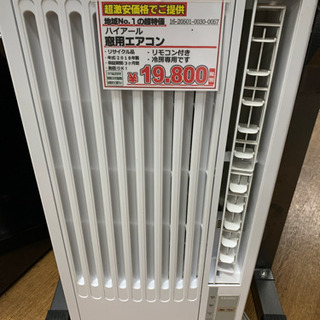 超激安価格でご提供
地域No.1の超特価
16-20501-0030-0057
ハイアール
窓用エアコン
・リサイクル品
・リモコン付き
・冷房専用です
¥19,800